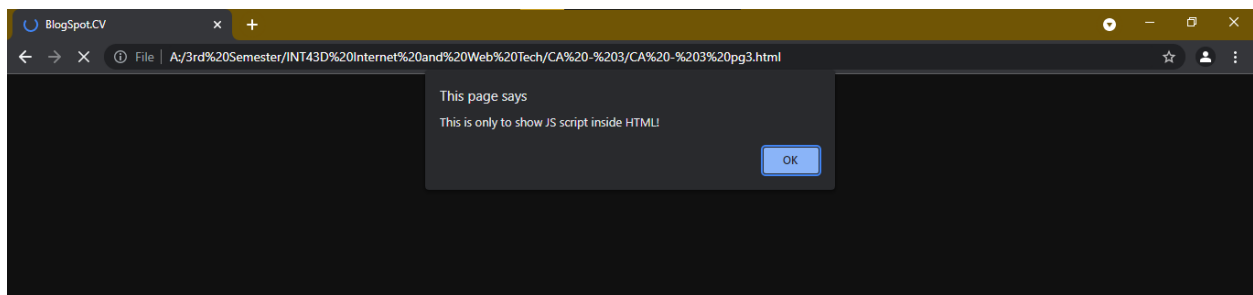 BlogSpot.CV
File A:/3rd%20Semester/INT43D%20Internet%20and%20Web%20Tech/CA%20-%203/CA%20-%203%20pg3.html
This page says
This is only to show JS script inside HTML!
OK